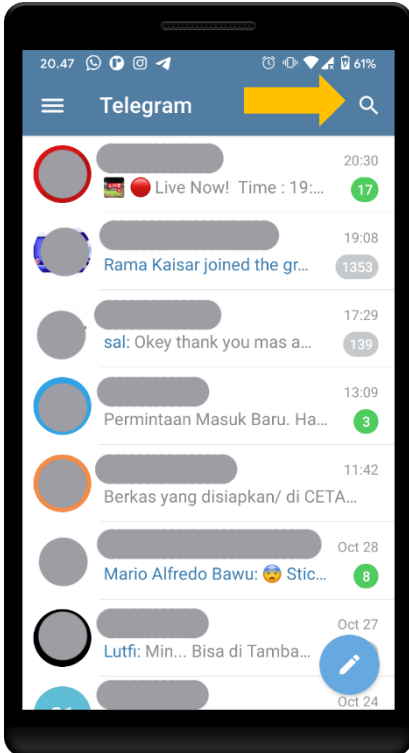 20.47 61%
Telegram
20:30
LIVE Live Now! Time : 19:... 17
19:08
Rama Kaisar joined the gr... 1353
17:29
sal: Okey thank you mas a... 139
13:09
Permintaan Masuk Baru. Ha... 3
11:42
Berkas yang disiapkan/ di CETA...
Oct 28
Mario Alfredo Bawu: 😨 Stic... 8
Oct 27
Lutfi: Min... Bisa di Tamba...
Oct 24